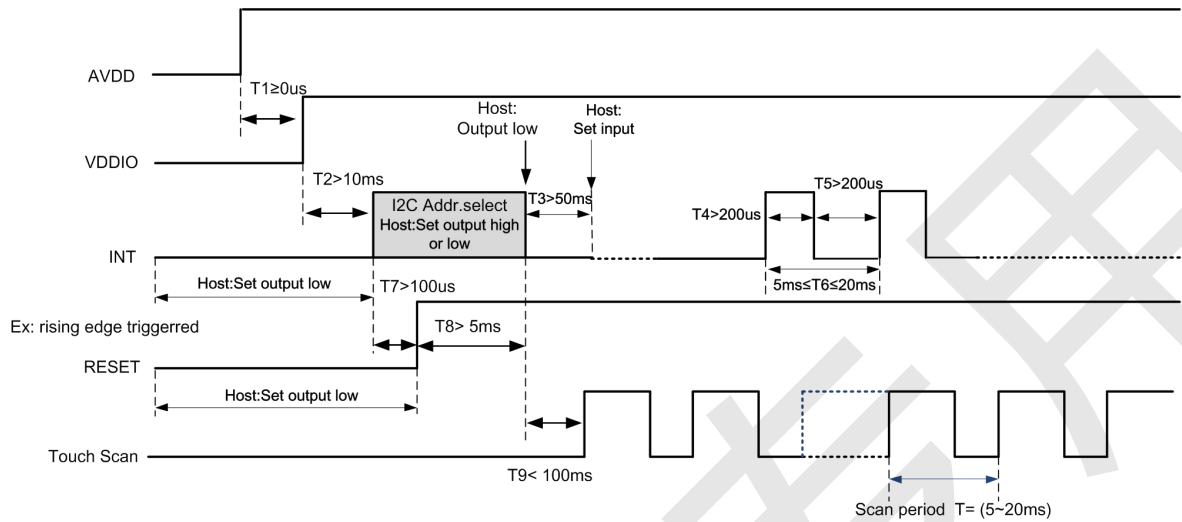 AVDD
T1≥0us
VDDIO
Host:
Output low
Host:
Set input
T2>10ms
I2C Addr.select
Host:Set output high
or low
T3>50ms
T4>200us
T5>200us
INT
5ms≤T6≤20ms
Host:Set output low
T7>100us
Ex: rising edge triggerred
T8> 5ms
RESET
Host:Set output low
Touch Scan
T9< 100ms
Scan period T= (5~20ms)